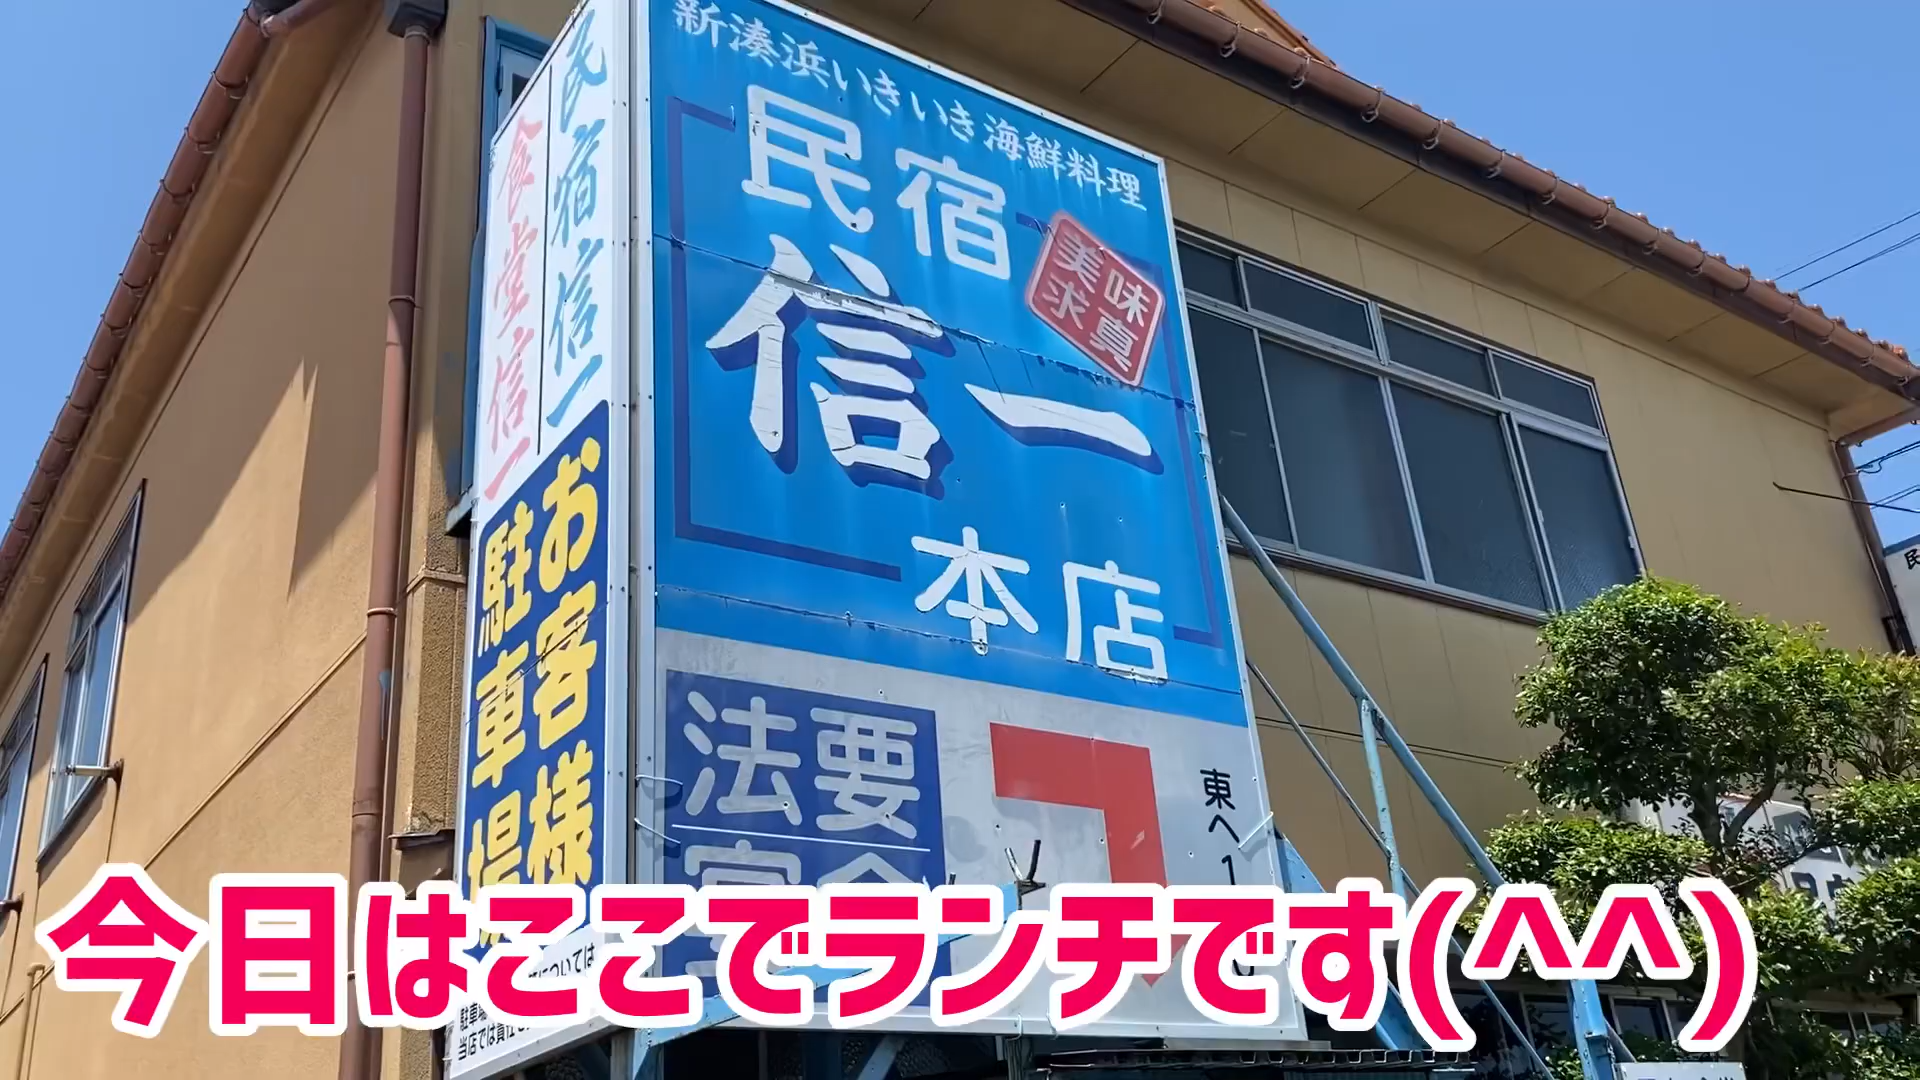 民宿信一
食堂信一
お客様
駐車場
新湊浜いきいき海鮮料理
民宿
味真
美求
信一
本店
法要
東へ1
今日はここでランチです(^^)